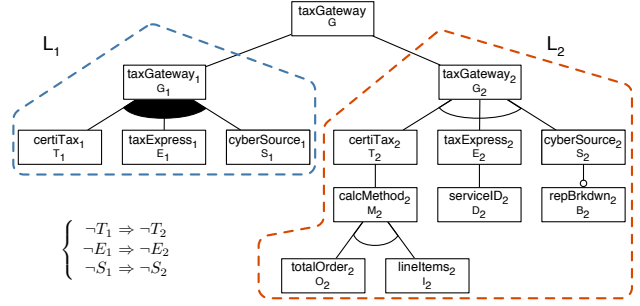 taxGateway
G
L1
L2
taxGateway1
G1
taxGateway2
G2
certiTax1
T1
taxExpress1
E1
cyberSource1
S1
certiTax2
T2
taxExpress2
E2
cyberSource2
S2
calcMethod2
M2
serviceID2
D2
repBrkdwn2
B2
¬T1 ⇒ ¬T2
¬E1 ⇒ ¬E2
¬S1 ⇒ ¬S2
totalOrder2
O2
lineItems2
I2